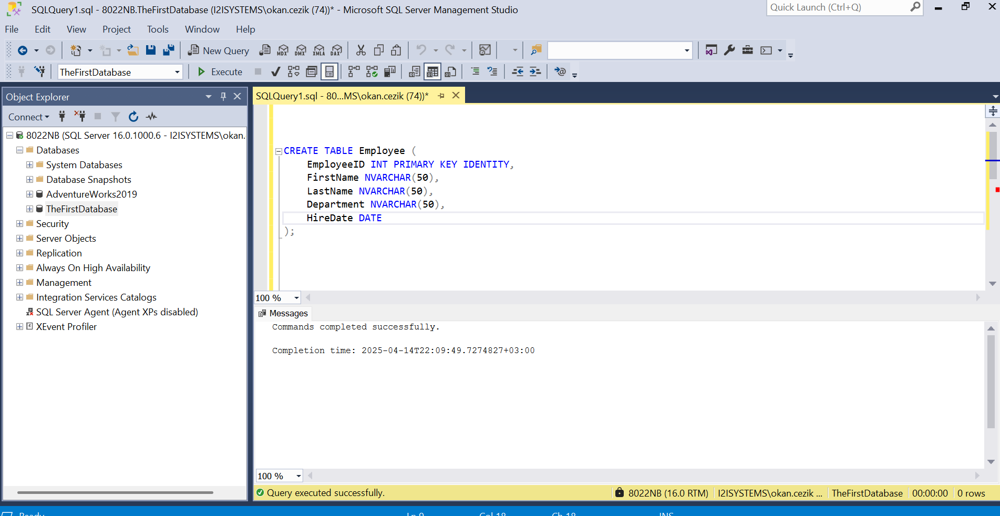 SQLQuery1.sql - 8022NB.TheFirstDatabase (I2ISYSTEMS\okan.cezik (74))* - Microsoft SQL Server Management Studio
Quick Launch (Ctrl+Q)
File Edit View Project Tools Window Help
New Query MDX DMX XMLA DAX
TheFirstDatabase Execute
Object Explorer
Connect
8022NB (SQL Server 16.0.1000.6 - I2ISYSTEMS\okan.
Databases
System Databases
Database Snapshots
AdventureWorks2019
TheFirstDatabase
Security
Server Objects
Replication
Always On High Availability
Management
Integration Services Catalogs
SQL Server Agent (Agent XPs disabled)
XEvent Profiler
SQLQuery1.sql - 80...MS\okan.cezik (74))*
CREATE TABLE Employee (
EmployeeID INT PRIMARY KEY IDENTITY,
FirstName NVARCHAR(50),
LastName NVARCHAR(50),
Department NVARCHAR(50),
HireDate DATE
);
100 %
Messages
Commands completed successfully.
Completion time: 2025-04-14T22:09:49.7274827+03:00
100 %
Query executed successfully.
8022NB (16.0 RTM) I2ISYSTEMS\okan.cezik ... TheFirstDatabase 00:00:00 0 rows
Ready Ln 9 Col 18 Ch 18 INS